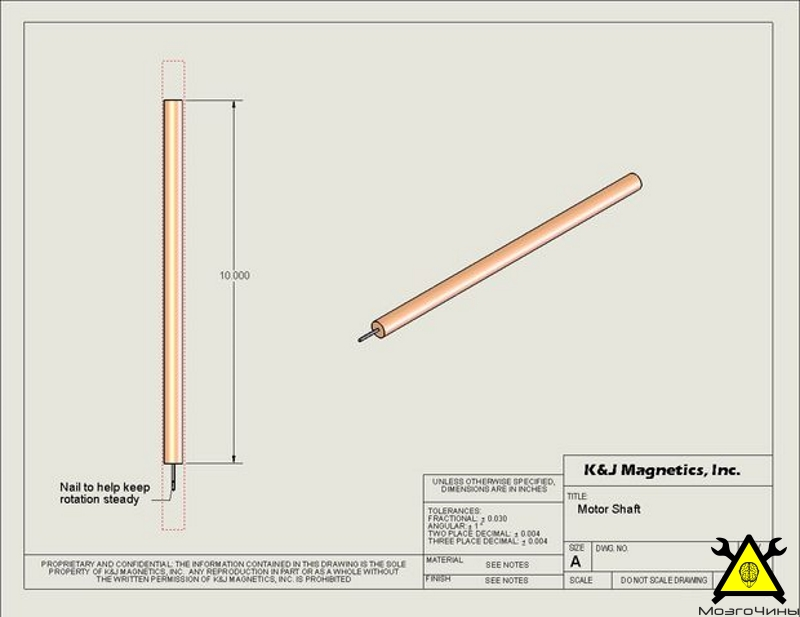 10.000
Nail to help keep
rotation steady
UNLESS OTHERWISE SPECIFIED,
DIMENSIONS ARE IN INCHES
TOLERANCES:
FRACTIONAL: ± 0.030
ANGULAR: ± 1°
TWO PLACE DECIMAL: ± 0.004
THREE PLACE DECIMAL: ± 0.004
MATERIAL SEE NOTES
FINISH SEE NOTES
K&J Magnetics, Inc.
TITLE:
Motor Shaft
SIZE DWG. NO.
A
SCALE DO NOT SCALE DRAWING
PROPRIETARY AND CONFIDENTIAL: THE INFORMATION CONTAINED IN THIS DRAWING IS THE SOLE
PROPERTY OF K&J MAGNETICS, INC. ANY REPRODUCTION IN PART OR AS A WHOLE WITHOUT
THE WRITTEN PERMISSION OF K&J MAGNETICS, INC. IS PROHIBITED
МозгоЧины